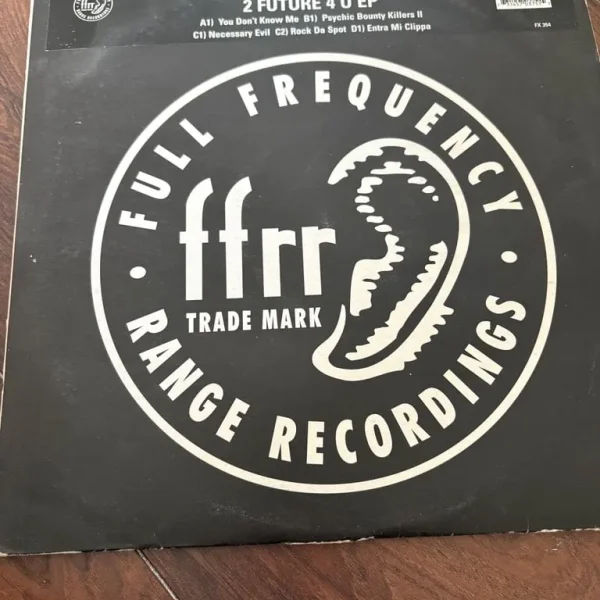 ffrr
2 FUTURE 4 U EP
A1) You Don't Know Me B1) Psychic Bounty Killers II
C1) Necessary Evil C2) Rock Da Spot D1) Entra Mi Clippa
FX 354
FULL FREQUENCY
ffrr
TRADE MARK
RANGE RECORDINGS